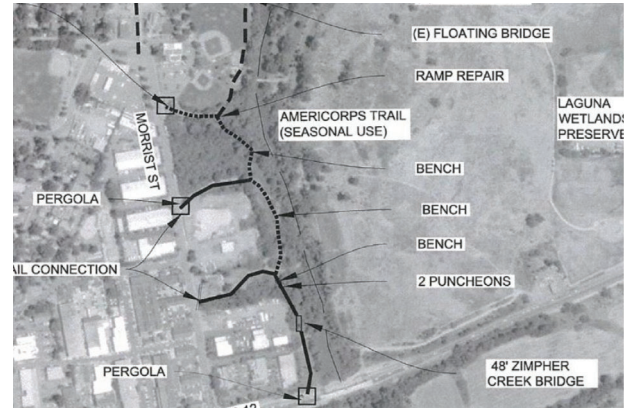 (E) FLOATING BRIDGE
RAMP REPAIR
AMERICORPS TRAIL
(SEASONAL USE)
LAGUNA
WETLANDS
PRESERVE
MORRIST ST
BENCH
PERGOLA
BENCH
BENCH
AIL CONNECTION
2 PUNCHEONS
48' ZIMPHER
CREEK BRIDGE
PERGOLA